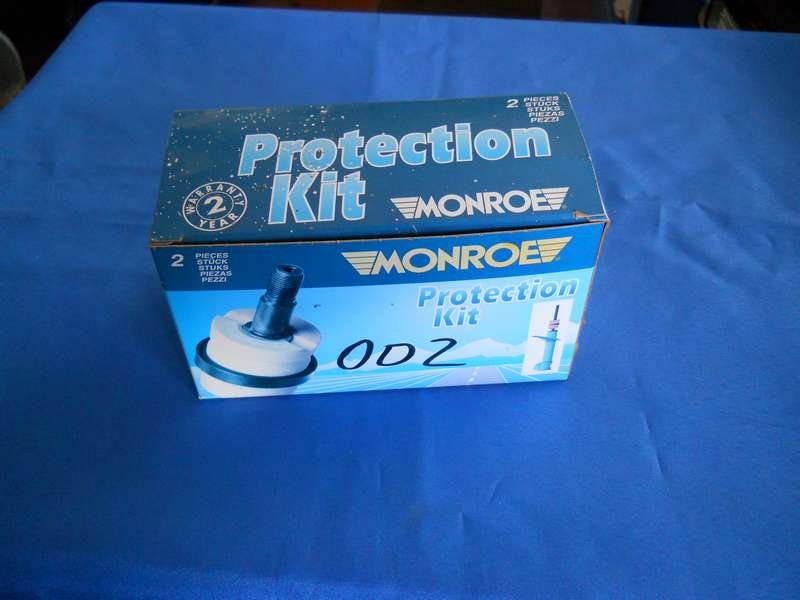 2 PIECES
STÜCK
STUKS
PIEZAS
PEZZI
Protection
Kit
WARRANTY
2
YEAR
MONROE
2 PIECES
STÜCK
STUKS
PIEZAS
PEZZI
MONROE
Protection
Kit
OD2